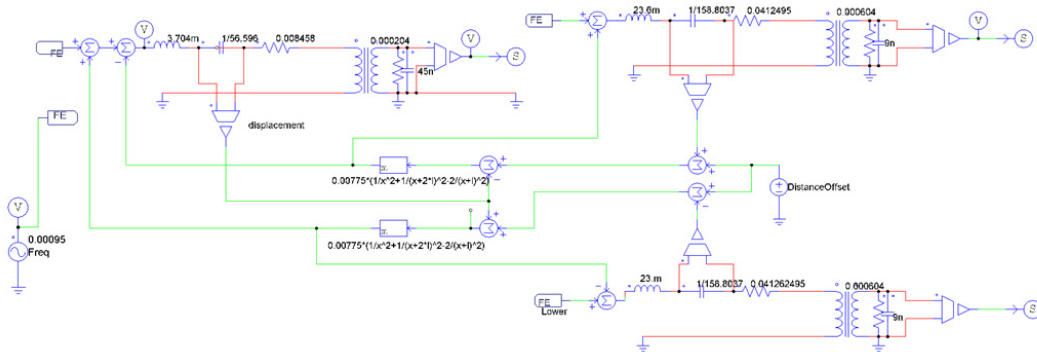 FE
3.704m
1/56.596
0.008458
0.000204
45n
V
V
S
displacement
FE
V
0.00095
Freq
0.00775*(1/x^2+1/(x+2*l)^2-2/(x+l)^2)
0.00775*(1/x^2+1/(x+2*l)^2-2/(x+l)^2)
FE
23.6m
1/158.8037
0.0412495
0.000604
9n
V
S
DistanceOffset
FE
Lower
23.m
1/158.8037
0.041262495
0.000604
9n
S